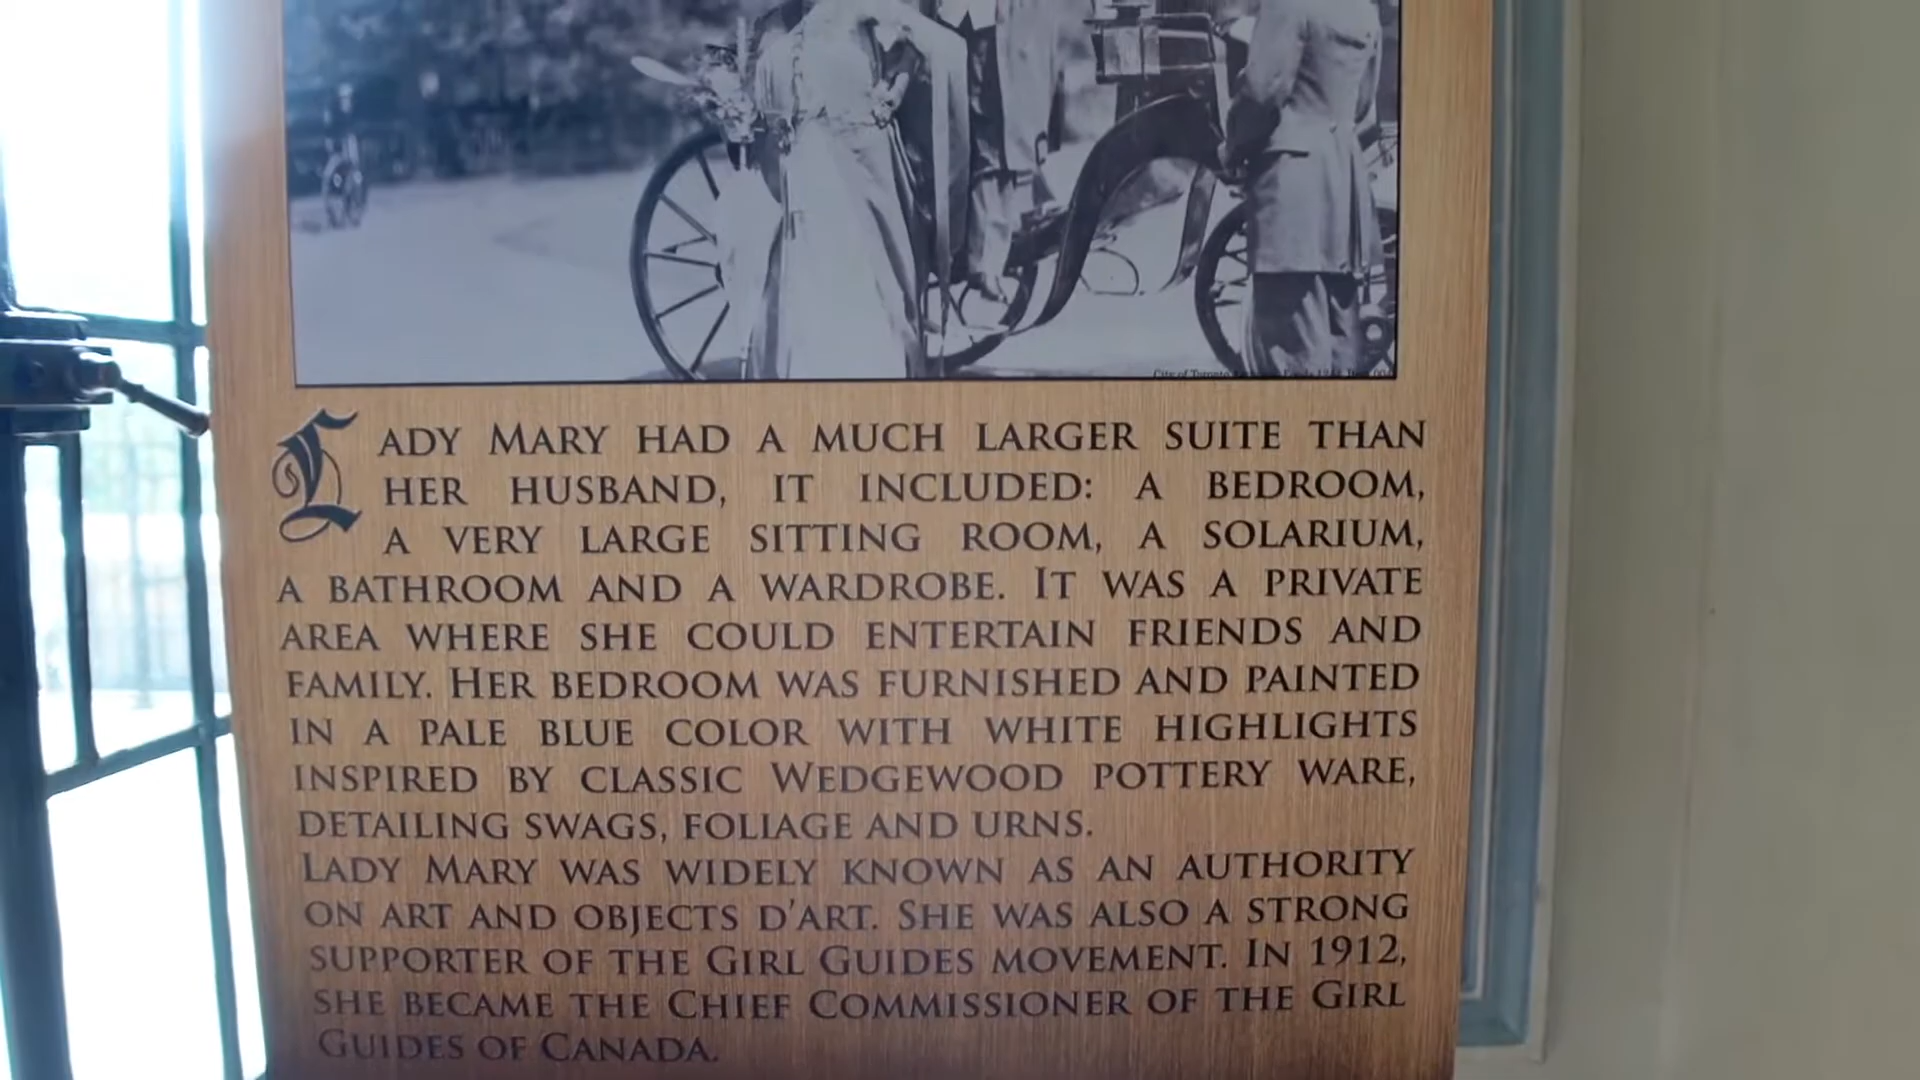 City of Toronto
LADY MARY HAD A MUCH LARGER SUITE THAN
HER HUSBAND, IT INCLUDED: A BEDROOM,
A VERY LARGE SITTING ROOM, A SOLARIUM,
A BATHROOM AND A WARDROBE. IT WAS A PRIVATE
AREA WHERE SHE COULD ENTERTAIN FRIENDS AND
FAMILY. HER BEDROOM WAS FURNISHED AND PAINTED
IN A PALE BLUE COLOR WITH WHITE HIGHLIGHTS
INSPIRED BY CLASSIC WEDGEWOOD POTTERY WARE,
DETAILING SWAGS, FOLIAGE AND URNS.
LADY MARY WAS WIDELY KNOWN AS AN AUTHORITY
ON ART AND OBJECTS D'ART. SHE WAS ALSO A STRONG
SUPPORTER OF THE GIRL GUIDES MOVEMENT. IN 1912,
SHE BECAME THE CHIEF COMMISSIONER OF THE GIRL
GUIDES OF CANADA.